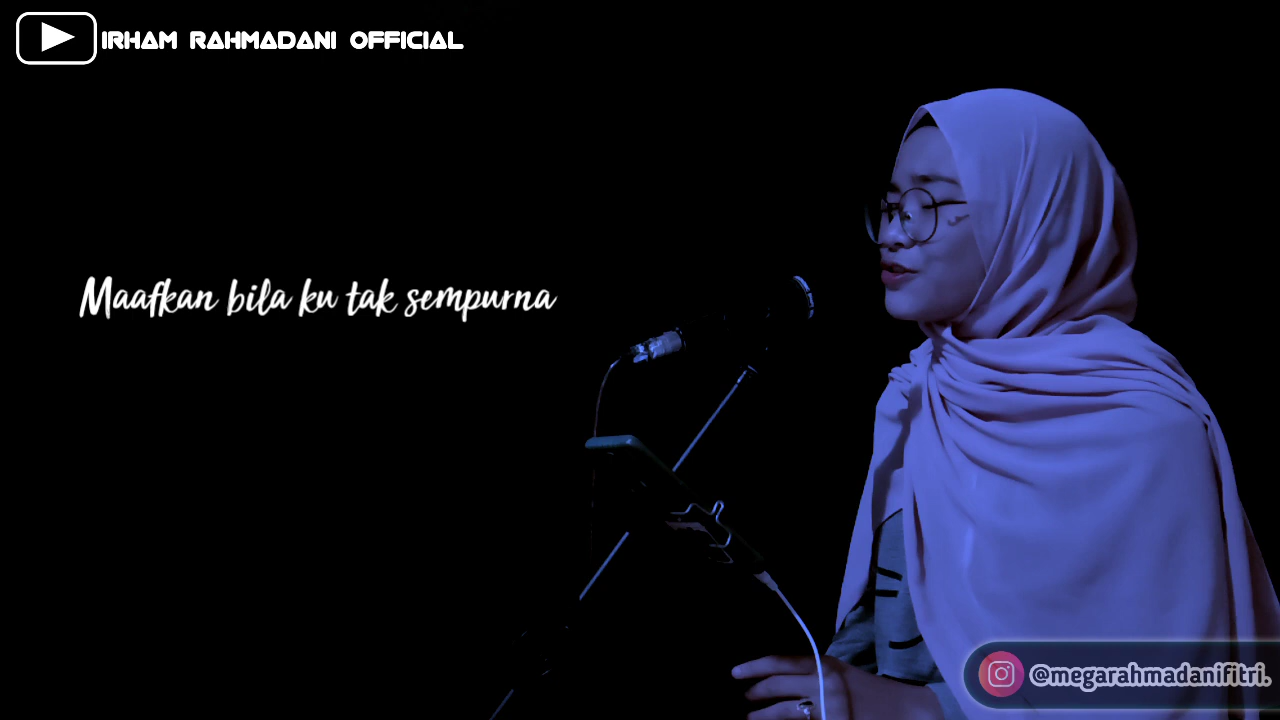 IRHAM RAHMADANI OFFICIAL
Maafkan bila ku tak sempurna
@megarahmadanifitri.